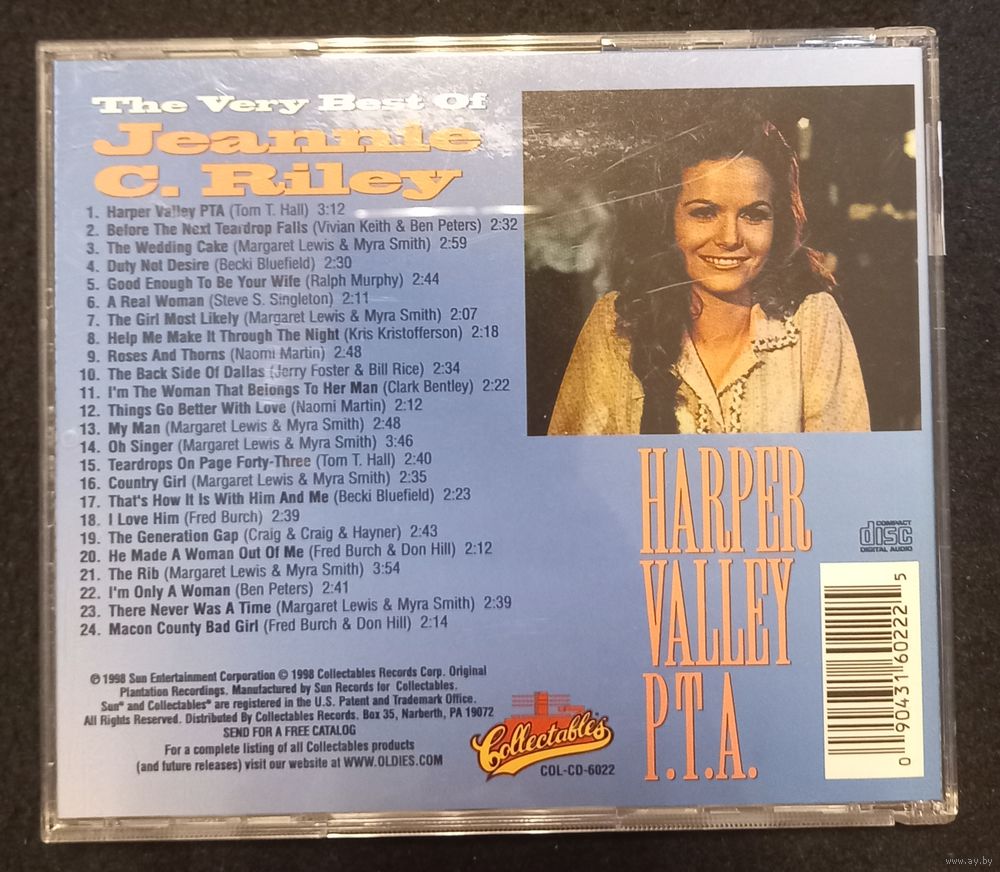 The Very Best Of
Jeannie
C. Riley
1. Harper Valley PTA (Tom T. Hall) 3:12
2. Before The Next Teardrop Falls (Vivian Keith & Ben Peters) 2:32
3. The Wedding Cake (Margaret Lewis & Myra Smith) 2:59
4. Duty Not Desire (Becki Bluefield) 2:30
5. Good Enough To Be Your Wife (Ralph Murphy) 2:44
6. A Real Woman (Steve S. Singleton) 2:11
7. The Girl Most Likely (Margaret Lewis & Myra Smith) 2:07
8. Help Me Make It Through The Night (Kris Kristofferson) 2:18
9. Roses And Thorns (Naomi Martin) 2:48
10. The Back Side Of Dallas (Jerry Foster & Bill Rice) 2:34
11. I'm The Woman That Belongs To Her Man (Clark Bentley) 2:22
12. Things Go Better With Love (Naomi Martin) 2:12
13. My Man (Margaret Lewis & Myra Smith) 2:48
14. Oh Singer (Margaret Lewis & Myra Smith) 3:46
15. Teardrops On Page Forty-Three (Tom T. Hall) 2:40
16. Country Girl (Margaret Lewis & Myra Smith) 2:35
17. That's How It Is With Him And Me (Becki Bluefield) 2:23
18. I Love Him (Fred Burch) 2:39
19. The Generation Gap (Craig & Craig & Hayner) 2:43
20. He Made A Woman Out Of Me (Fred Burch & Don Hill) 2:12
21. The Rib (Margaret Lewis & Myra Smith) 3:54
22. I'm Only A Woman (Ben Peters) 2:41
23. There Never Was A Time (Margaret Lewis & Myra Smith) 2:39
24. Macon County Bad Girl (Fred Burch & Don Hill) 2:14
℗ 1998 Sun Entertainment Corporation © 1998 Collectables Records Corp. Original
Plantation Recordings. Manufactured by Sun Records for Collectables.
Sun® and Collectables® are registered in the U.S. Patent and Trademark Office.
All Rights Reserved. Distributed By Collectables Records. Box 35, Narberth, PA 19072
SEND FOR A FREE CATALOG
For a complete listing of all Collectables products
(and future releases) visit our website at WWW.OLDIES.COM
Collectables®
COL-CD-6022
HARPER
VALLEY
P.T.A.
COMPACT
disc
DIGITAL AUDIO
0 90431 60222 5
www.ay.by